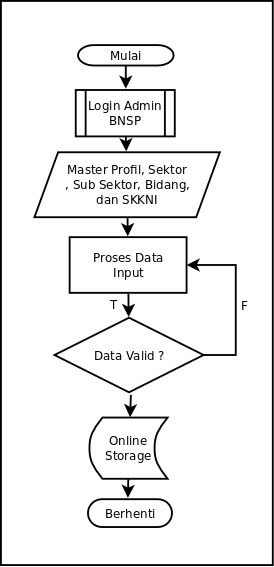 Mulai
Login Admin
BNSP
Master Profil, Sektor
, Sub Sektor, Bidang,
dan SKKNI
Proses Data
Input
T
F
Data Valid ?
Online
Storage
Berhenti